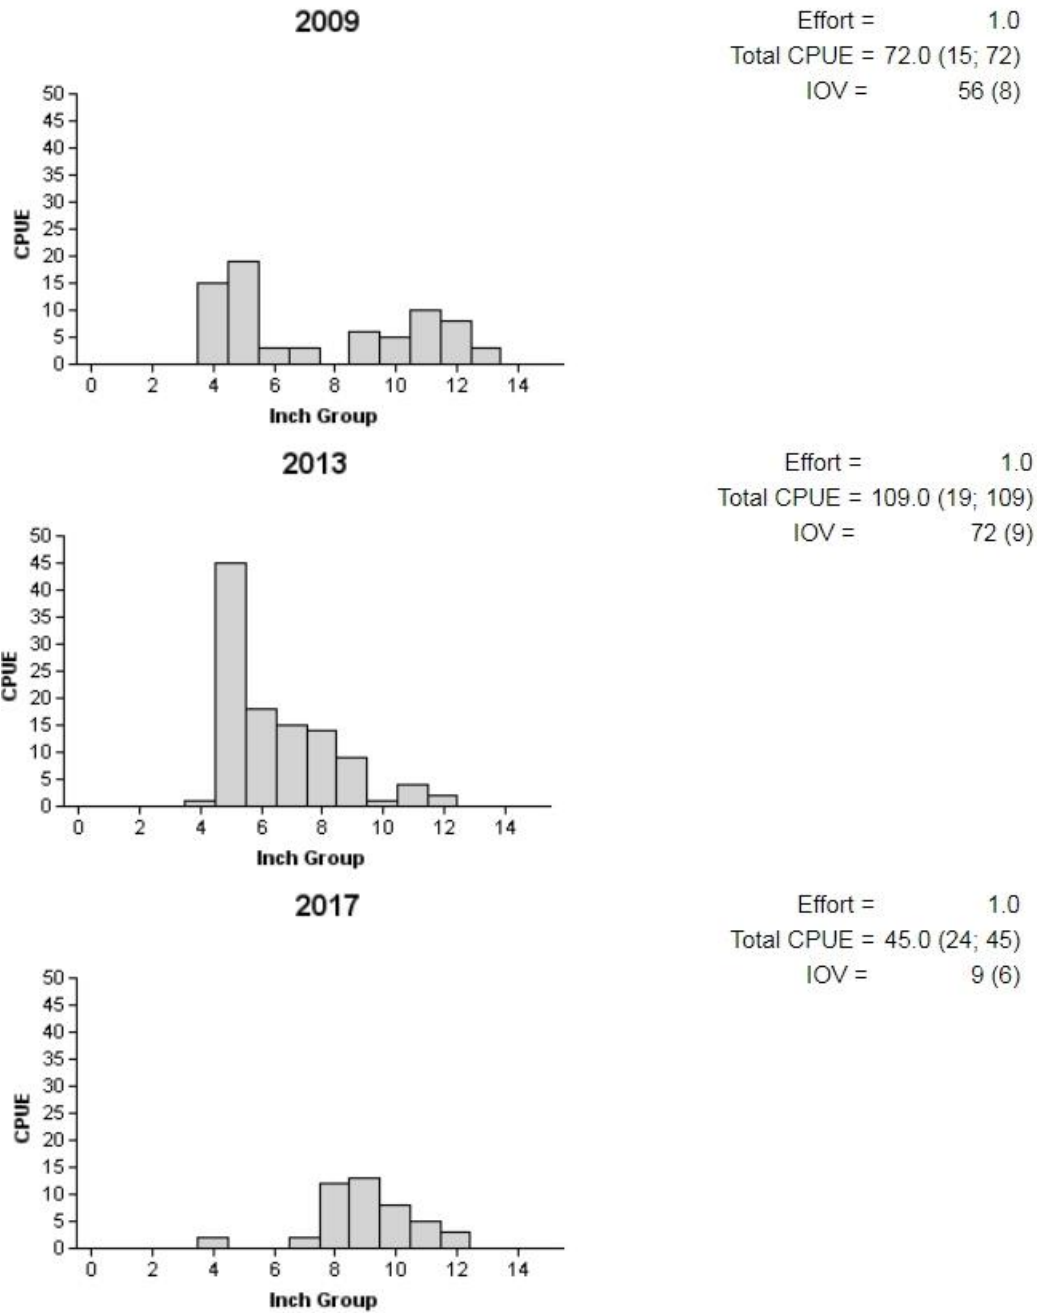 2009
Effort = 1.0
Total CPUE = 72.0 (15; 72)
IOV = 56 (8)
50
45
40
35
30
25
20
15
10
5
0
CPUE
0 2 4 6 8 10 12 14
Inch Group
2013
Effort = 1.0
Total CPUE = 109.0 (19; 109)
IOV = 72 (9)
50
45
40
35
30
25
20
15
10
5
0
CPUE
0 2 4 6 8 10 12 14
Inch Group
2017
Effort = 1.0
Total CPUE = 45.0 (24; 45)
IOV = 9 (6)
50
45
40
35
30
25
20
15
10
5
0
CPUE
0 2 4 6 8 10 12 14
Inch Group